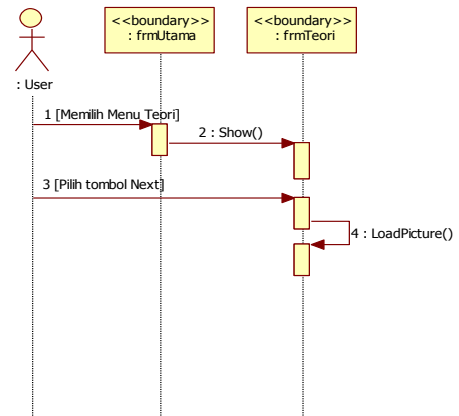 <<boundary>>
: frmUtama
<<boundary>>
: frmTeori
: User
1 [Memilih Menu Teori]
2 : Show()
3 [Pilih tombol Next]
4 : LoadPicture()